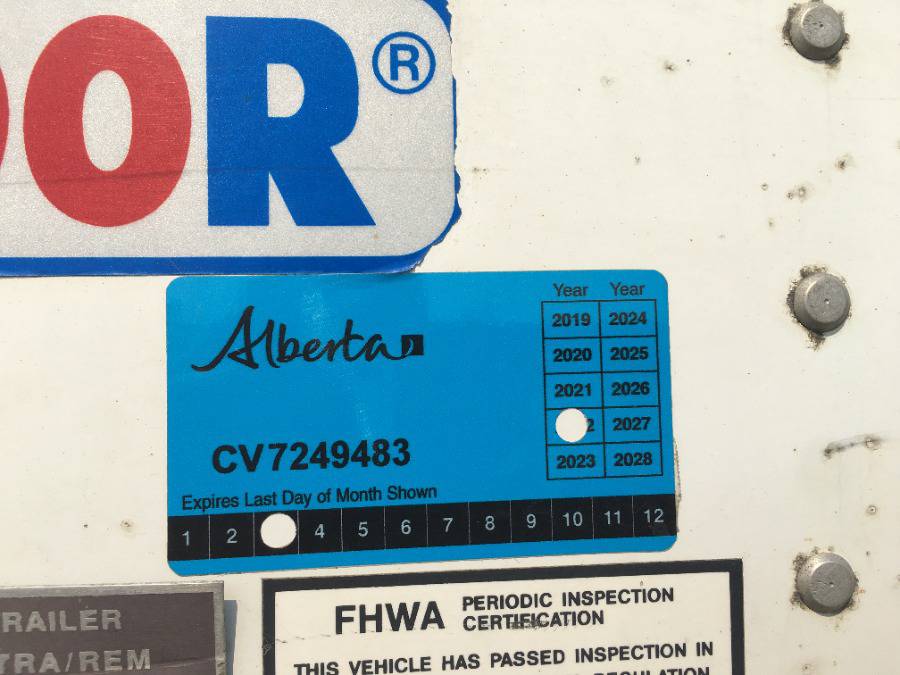 OR®
Alberta
Year Year
2019 2024
2020 2025
2021 2026
2 2027
2023 2028
CV7249483
Expires Last Day of Month Shown
1 2 4 5 6 7 8 9 10 11 12
RAILER
TRA/REM
FHWA PERIODIC INSPECTION
CERTIFICATION
THIS VEHICLE HAS PASSED INSPECTION IN